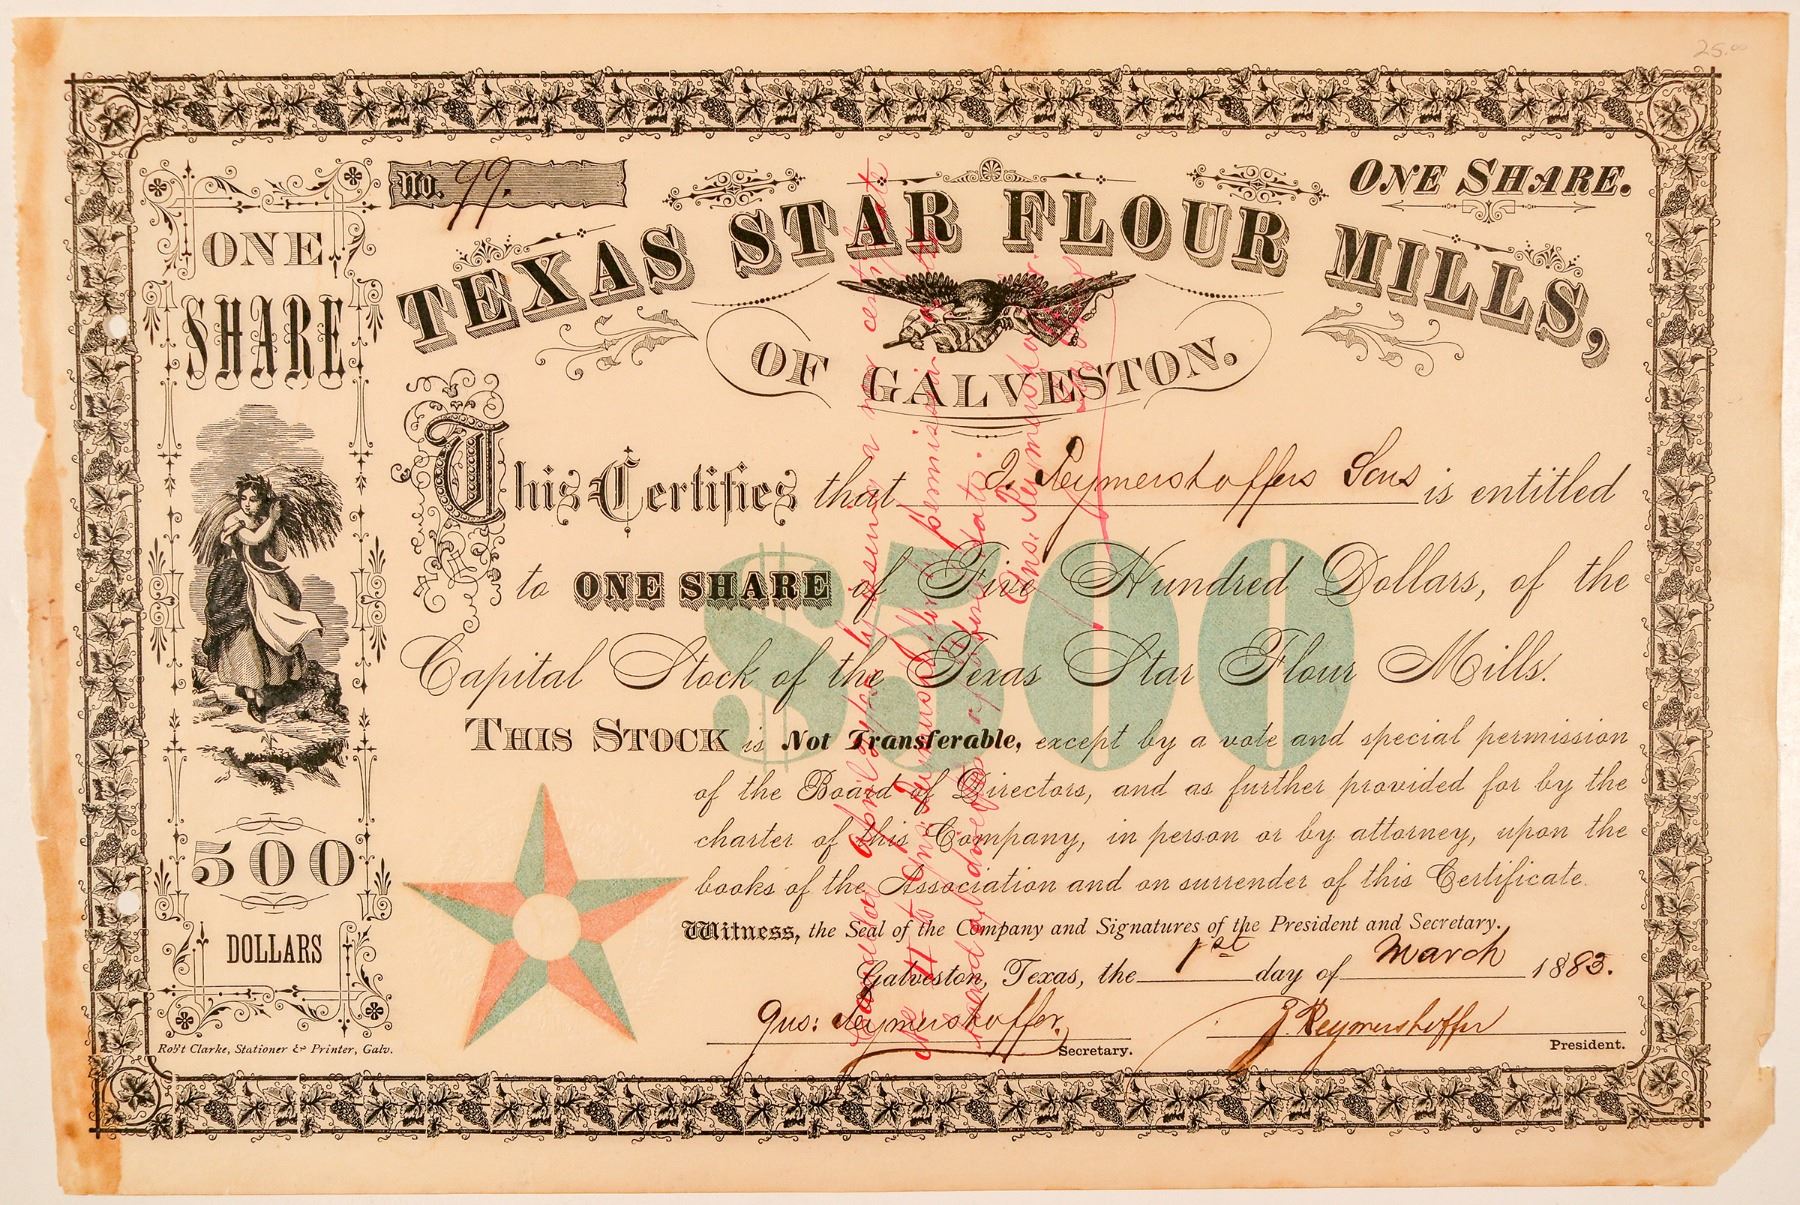 25.00
No. 99.
ONE SHARE.
ONE
SHARE
500
DOLLARS
TEXAS STAR FLOUR MILLS,
OF GALVESTON.
This Certifies that J. Reymershoffers Sons is entitled
to ONE SHARE of Five Hundred Dollars, of the
Capital Stock of the Texas Star Flour Mills.
$500
THIS STOCK is Not Transferable, except by a vote and special permission
of the Board of Directors, and as further provided for by the
charter of this Company, in person or by attorney, upon the
books of the Association and on surrender of this Certificate.
Witness, the Seal of the Company and Signatures of the President and Secretary.
Galveston, Texas, the 1st day of March 1883.
Gus: Reymershoffer. Secretary.
J Reymershoffer President.
Rob't Clarke, Stationer & Printer, Galv.
April by a new certificate
Gus. Reymershoffer